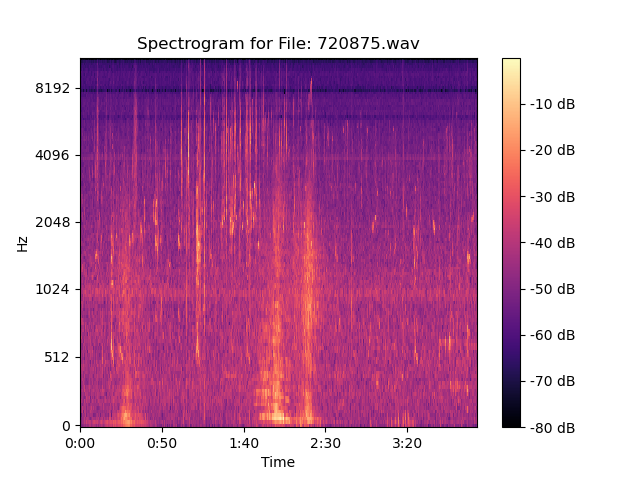 Spectrogram for File: 720875.wav
8192
4096
2048
1024
512
0
Hz
0:00
0:50
1:40
2:30
3:20
Time
-10 dB
-20 dB
-30 dB
-40 dB
-50 dB
-60 dB
-70 dB
-80 dB